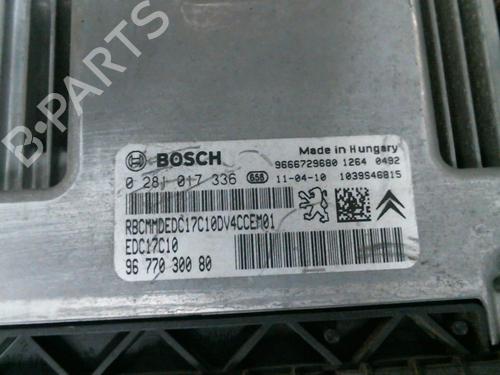 B-PARTS
BOSCH
Made in Hungary
9666729680 1264 0492
0 281 017 336 658 11-04-10 1039S46815
RBCMMDEDC17C10DV4CCEM01
EDC17C10
96 770 300 80